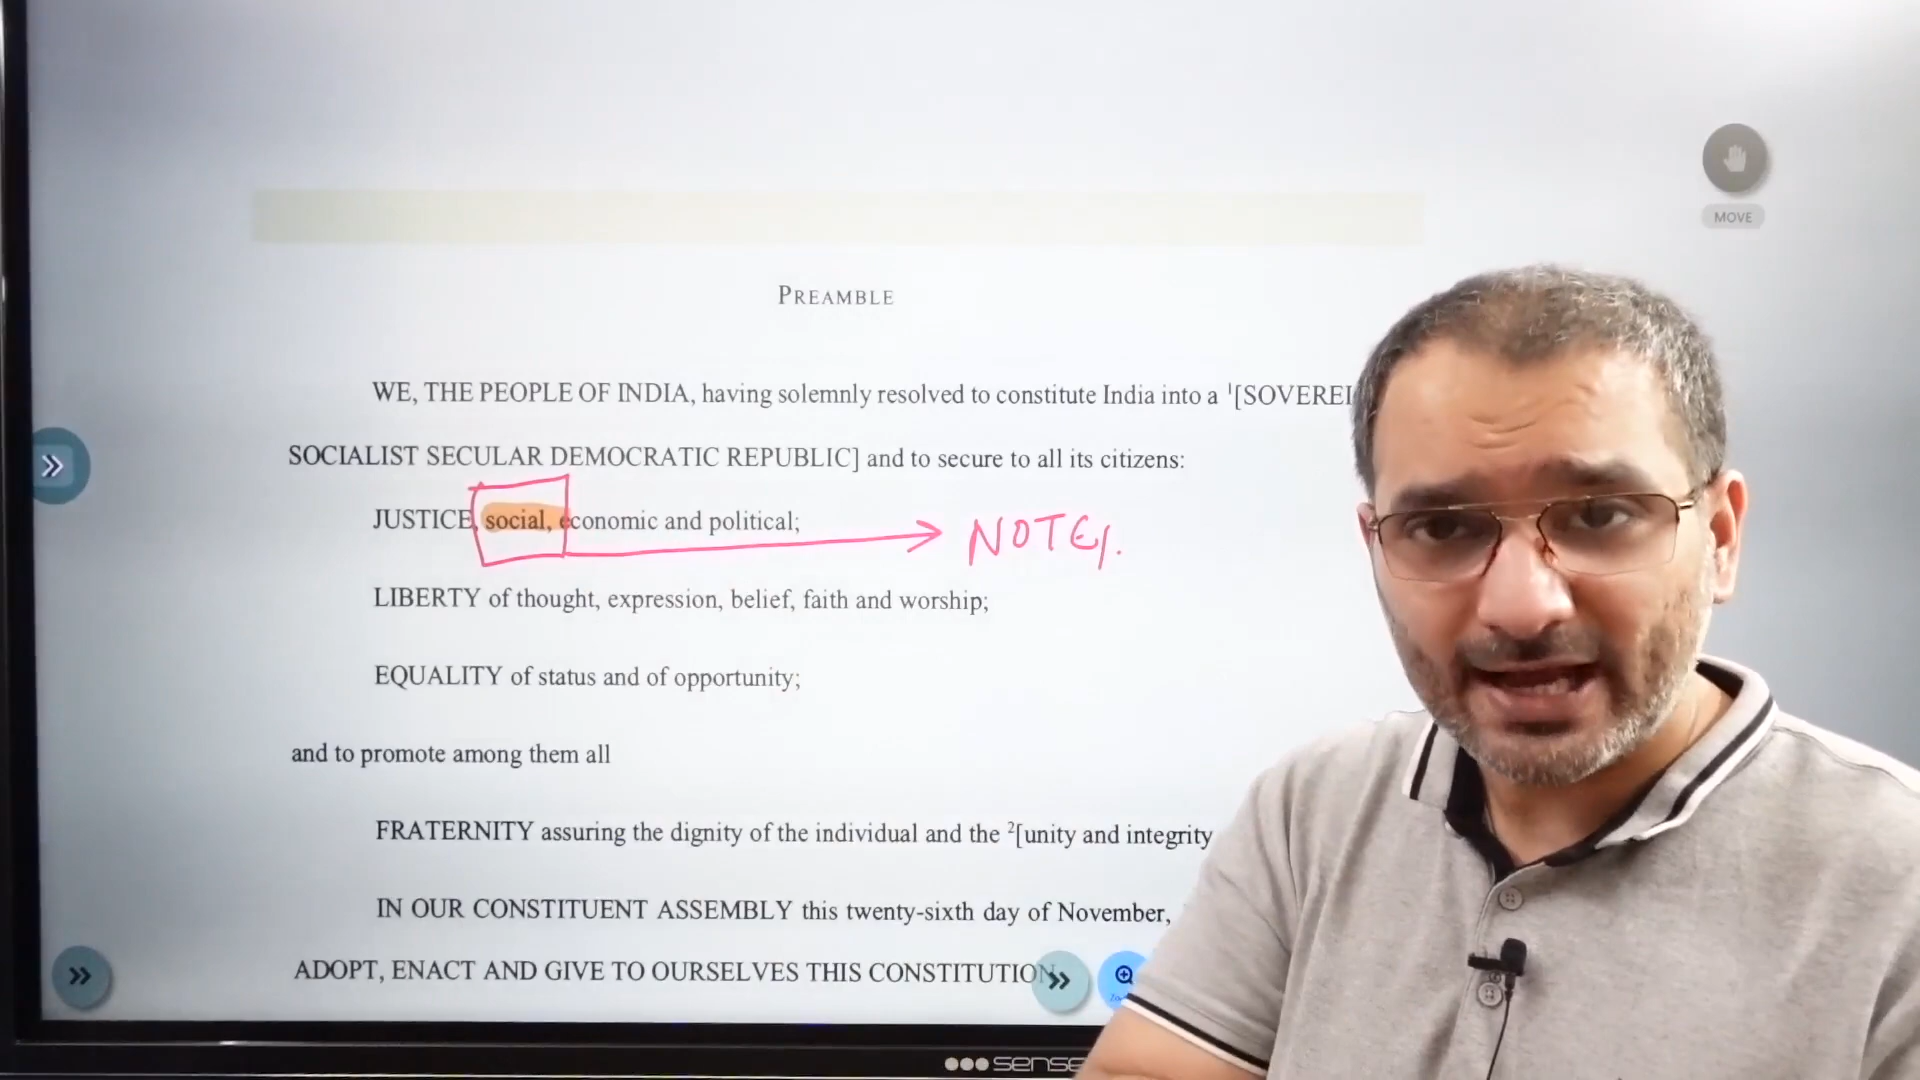 MOVE
PREAMBLE
WE, THE PEOPLE OF INDIA, having solemnly resolved to constitute India into a ¹[SOVEREI
SOCIALIST SECULAR DEMOCRATIC REPUBLIC] and to secure to all its citizens:
JUSTICE, social, economic and political;
NOTE
LIBERTY of thought, expression, belief, faith and worship;
EQUALITY of status and of opportunity;
and to promote among them all
FRATERNITY assuring the dignity of the individual and the ²[unity and integrity
IN OUR CONSTITUENT ASSEMBLY this twenty-sixth day of November,
ADOPT, ENACT AND GIVE TO OURSELVES THIS CONSTITUTION
sense